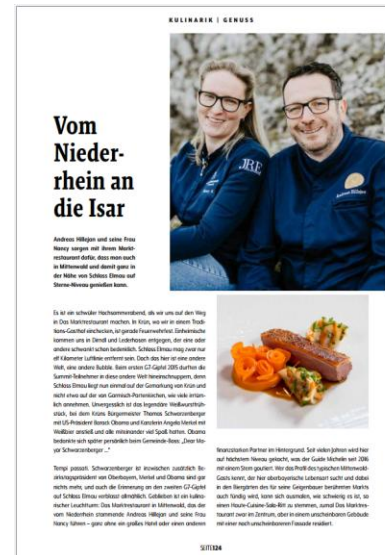 KULINARIK | GENUSS
Vom
Nieder-
rhein an
die Isar
Andreas Hillejan und seine Frau
Nancy sorgen mit ihrem Markt-
restaurant dafür, dass man auch
in Mittenwald und damit ganz in
der Nähe von Schloss Elmau auf
Sterne-Niveau genießen kann.
JRE
Es ist ein schwüler Hochsommerabend, als wir uns auf den Weg
in Das Marktrestaurant machen. In Krün, wo wir in einem Tradi-
tions-Gasthof einchecken, ist gerade Feuerwehrfest. Einheimische
kommen uns in Dirndl und Lederhosen entgegen, der eine oder
andere schwankt schon bedenklich. Schloss Elmau mag zwar nur
elf Kilometer Luftlinie entfernt sein. Doch das hier ist eine andere
Welt, eine andere Bubble. Beim ersten G7-Gipfel 2015 durften die
Summit-Teilnehmer in diese andere Welt hineinschnuppern, denn
Schloss Elmau liegt nun einmal auf der Gemarkung von Krün und
nicht etwa auf der von Garmisch-Partenkirchen, wie viele irrtüm-
lich annehmen. Unvergesslich ist das legendäre Weißwurstfrüh-
stück, bei dem Krüns Bürgermeister Thomas Schwarzenberger
mit US-Präsident Barack Obama und Kanzlerin Angela Merkel mit
Weißbier anstieß und alle miteinander viel Spaß hatten. Obama
bedankte sich später persönlich beim Gemeinde-Boss: „Dear Ma-
yor Schwarzenberger ..."
Tempi passati. Schwarzenberger ist inzwischen zusätzlich Be-
zirkstagspräsident von Oberbayern, Merkel und Obama sind gar
nichts mehr, und auch die Erinnerung an den zweiten G7-Gipfel
auf Schloss Elmau verblasst allmählich. Geblieben ist ein kulina-
rischer Leuchtturm: Das Marktrestaurant in Mittenwald, das der
vom Niederrhein stammende Andreas Hillejan und seine Frau
Nancy führen – ganz ohne ein großes Hotel oder einen anderen
finanzstarken Partner im Hintergrund. Seit vielen Jahren wird hier
auf höchstem Niveau gekocht, was der Guide Michelin seit 2016
mit einem Stern goutiert. Wer das Profil des typischen Mittenwald-
Gasts kennt, der hier oberbayerische Lebensart sucht und dabei
in den Biergärten des für seine Geigenbauer berühmten Markts
auch fündig wird, kann sich ausmalen, wie schwierig es ist, so
einen Haute-Cuisine-Solo-Ritt zu stemmen, zumal Das Marktres-
taurant zwar im Zentrum, aber in einem unscheinbaren Gebäude
mit einer noch unscheinbareren Fassade residiert.
SEITE124